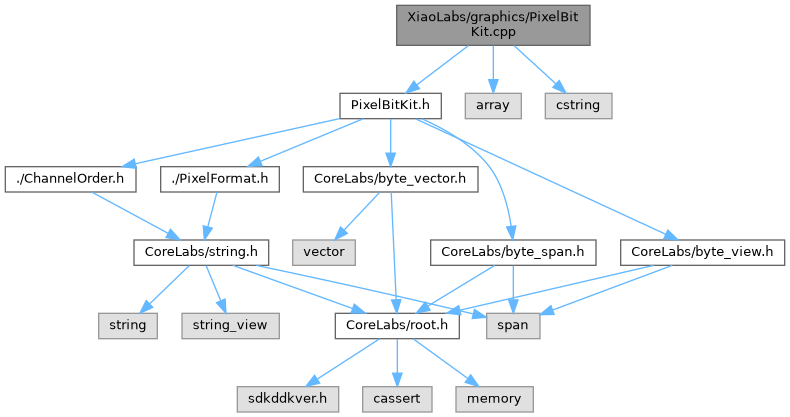 XiaoLabs/graphics/PixelBit
Kit.cpp
PixelBitKit.h
array
cstring
./ChannelOrder.h
./PixelFormat.h
CoreLabs/byte_vector.h
CoreLabs/string.h
vector
CoreLabs/byte_span.h
CoreLabs/byte_view.h
string
string_view
CoreLabs/root.h
span
sdkddkver.h
cassert
memory